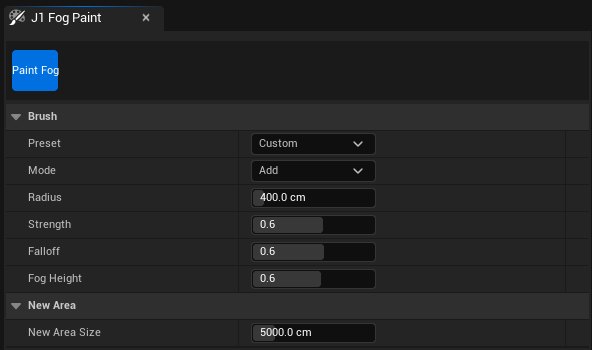 J1 Fog Paint
Paint Fog
Brush
Preset Custom
Mode Add
Radius 400.0 cm
Strength 0.6
Falloff 0.6
Fog Height 0.6
New Area
New Area Size 5000.0 cm